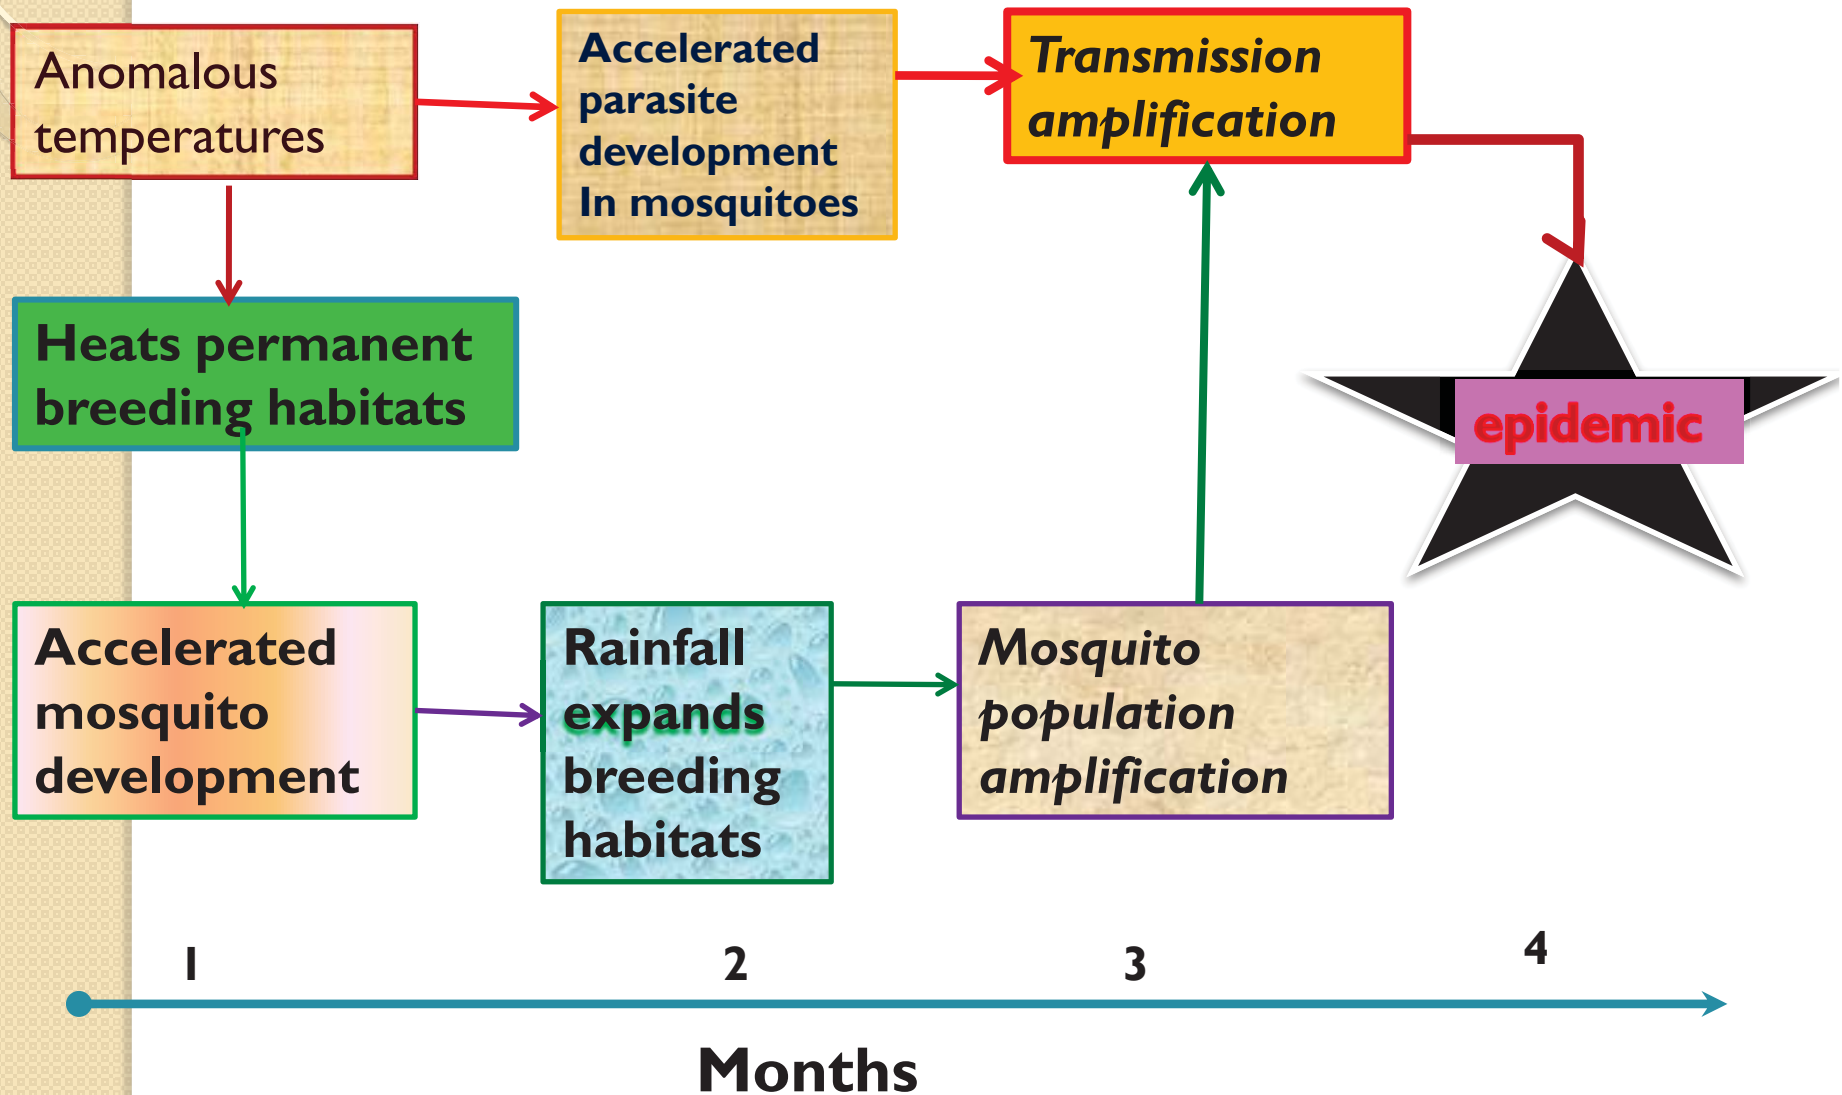 Anomalous
temperatures
Accelerated
parasite
development
In mosquitoes
Transmission
amplification
Heats permanent
breeding habitats
epidemic
Accelerated
mosquito
development
Rainfall
expands
breeding
habitats
Mosquito
population
amplification
1
2
3
4
Months